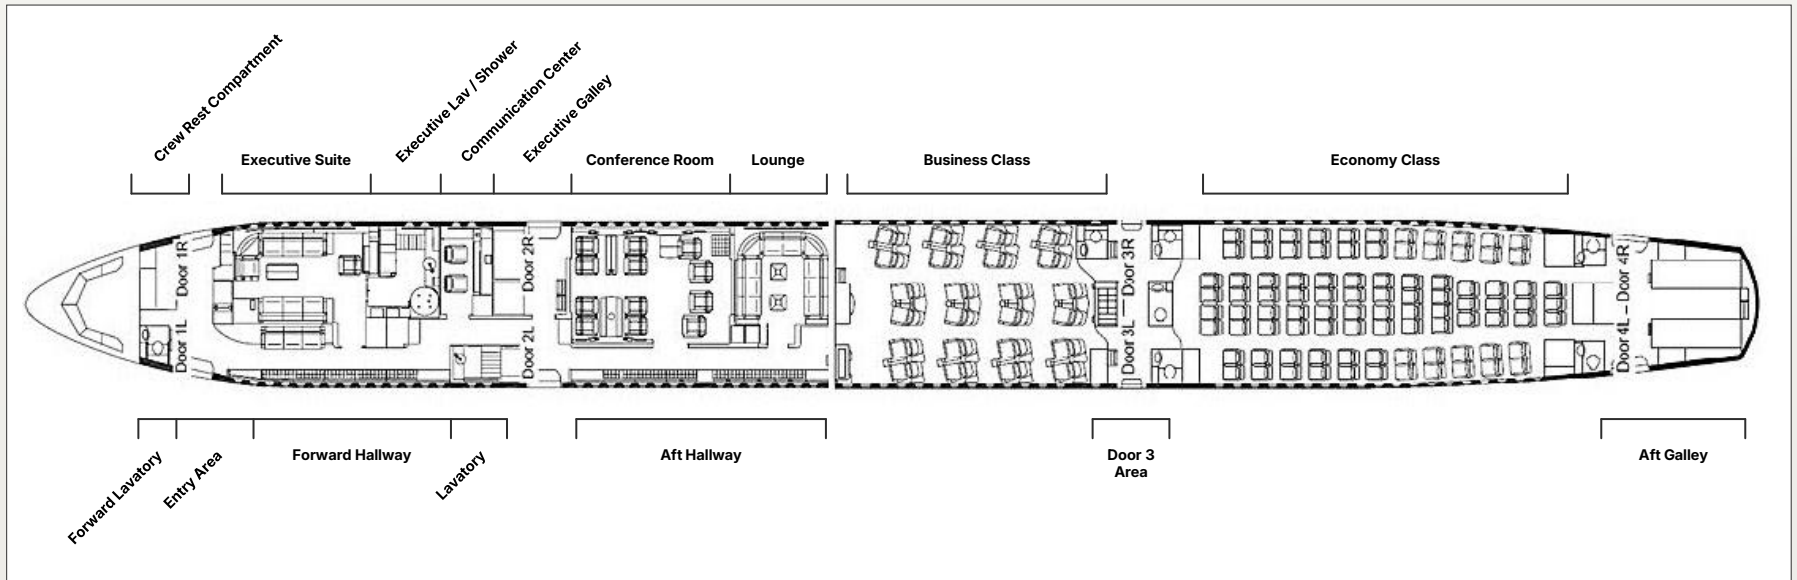 Crew Rest Compartment
Executive Lav / Shower
Communication Center
Executive Galley
Executive Suite
Conference Room
Lounge
Business Class
Economy Class
Door 1R
Door 2R
Door 3R
Door 4R
Door 1L
Door 2L
Door 3L
Door 4L
Forward Lavatory
Entry Area
Forward Hallway
Lavatory
Aft Hallway
Door 3
Area
Aft Galley